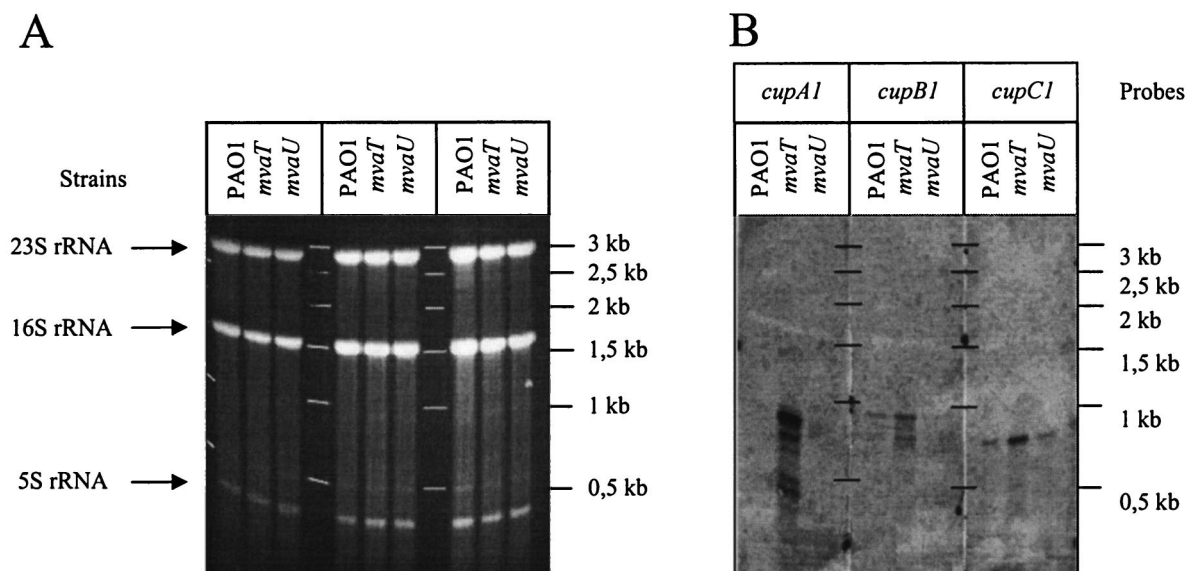 A
Strains
PAO1 mvaT mvaU PAO1 mvaT mvaU PAO1 mvaT mvaU
23S rRNA
16S rRNA
5S rRNA
3 kb
2,5 kb
2 kb
1,5 kb
1 kb
0,5 kb
B
cupA1 cupB1 cupC1 Probes
PAO1 mvaT mvaU PAO1 mvaT mvaU PAO1 mvaT mvaU
3 kb
2,5 kb
2 kb
1,5 kb
1 kb
0,5 kb